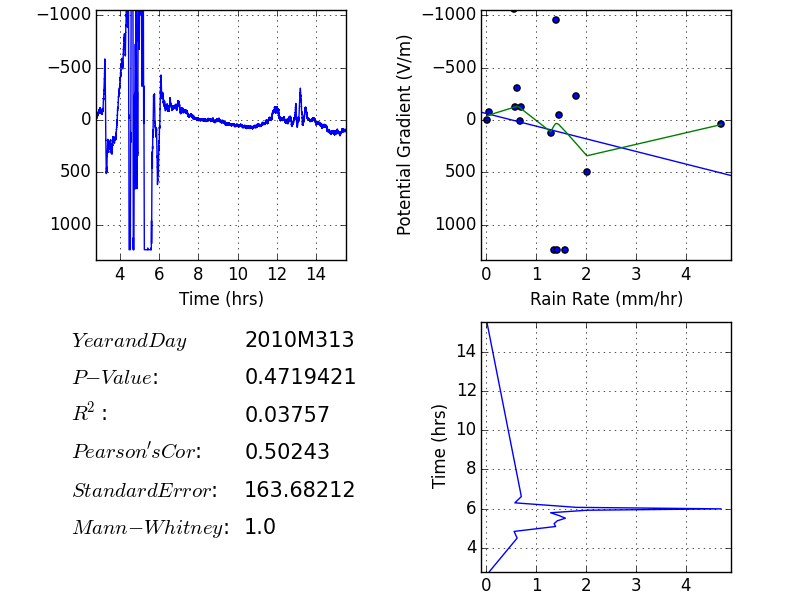 −1000
−500
0
500
1000
4 6 8 10 12 14
Time (hrs)
−1000
−500
0
500
1000
Potential Gradient (V/m)
0 1 2 3 4
Rain Rate (mm/hr)
YearandDay 2010M313
P−Value: 0.4719421
R²: 0.03757
Pearson'sCor: 0.50243
StandardError: 163.68212
Mann−Whitney: 1.0
14
12
10
8
6
4
Time (hrs)
0 1 2 3 4